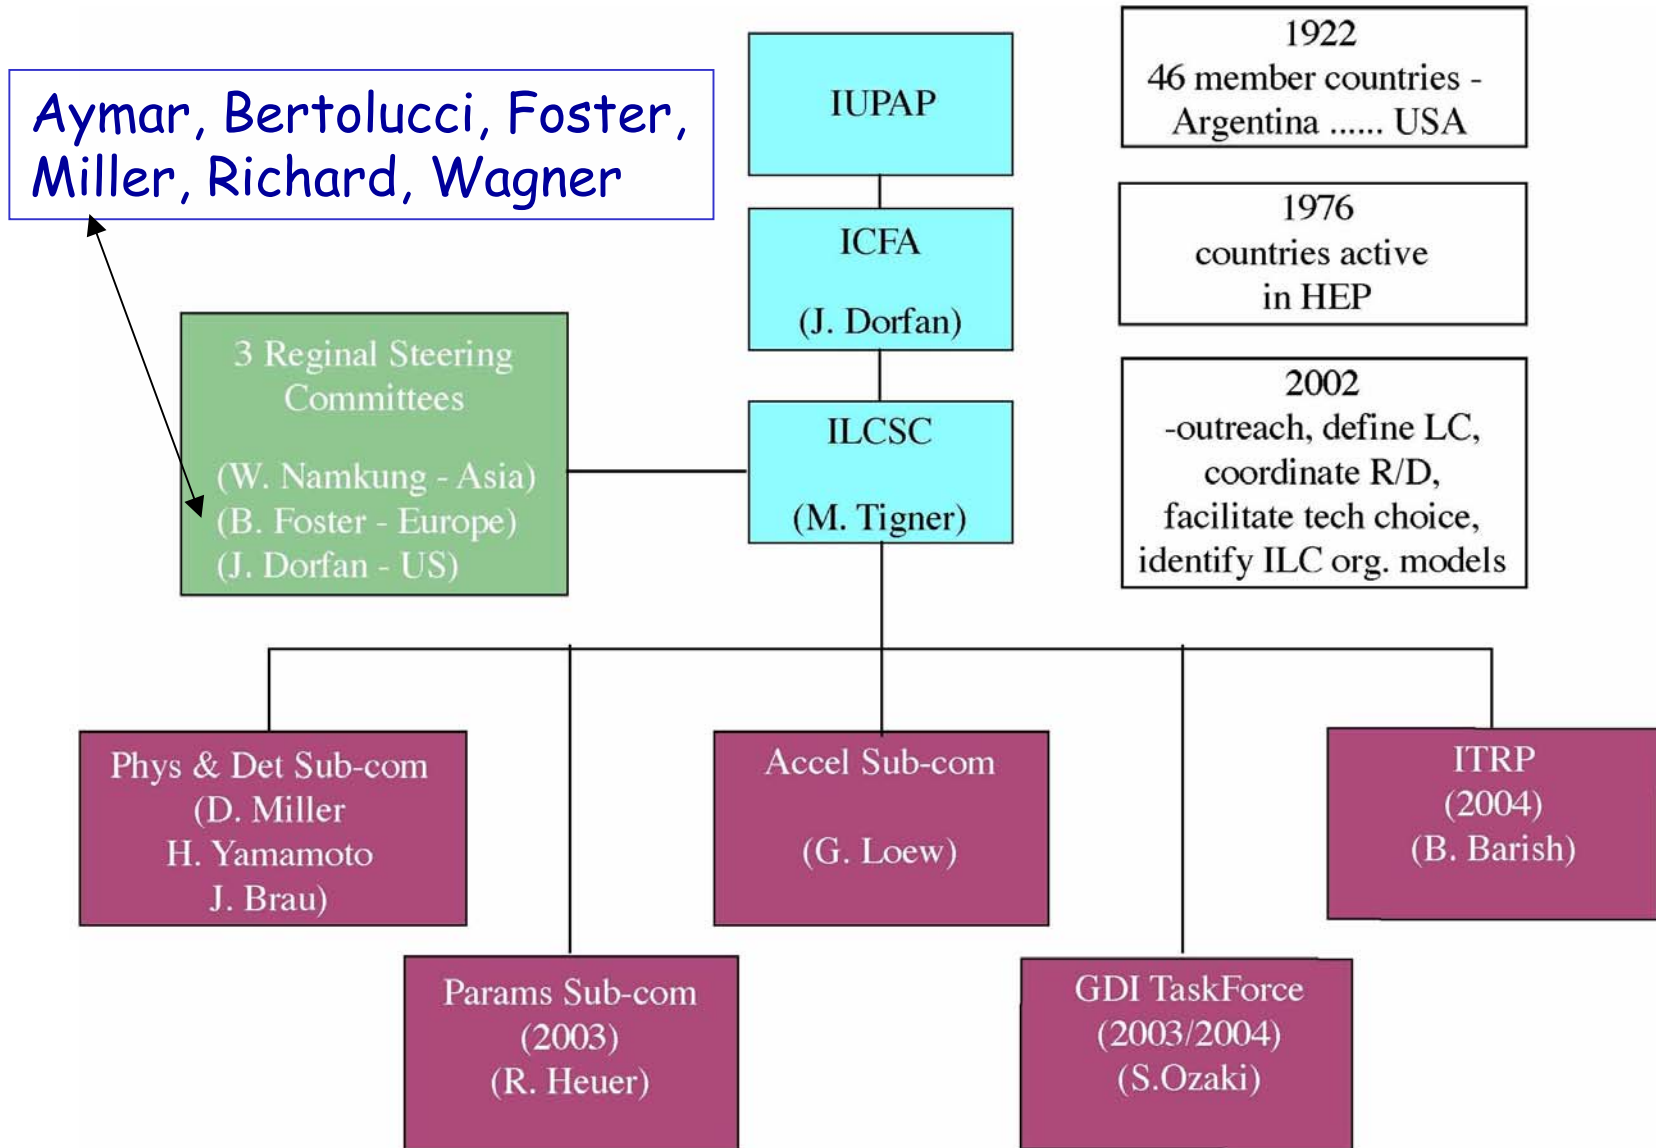 Aymar, Bertolucci, Foster,
Miller, Richard, Wagner
IUPAP
1922
46 member countries -
Argentina ...... USA
ICFA
(J. Dorfan)
1976
countries active
in HEP
3 Reginal Steering
Committees
(W. Namkung - Asia)
(B. Foster - Europe)
(J. Dorfan - US)
ILCSC
(M. Tigner)
2002
-outreach, define LC,
coordinate R/D,
facilitate tech choice,
identify ILC org. models
Phys & Det Sub-com
(D. Miller
H. Yamamoto
J. Brau)
Accel Sub-com
(G. Loew)
ITRP
(2004)
(B. Barish)
Params Sub-com
(2003)
(R. Heuer)
GDI TaskForce
(2003/2004)
(S.Ozaki)